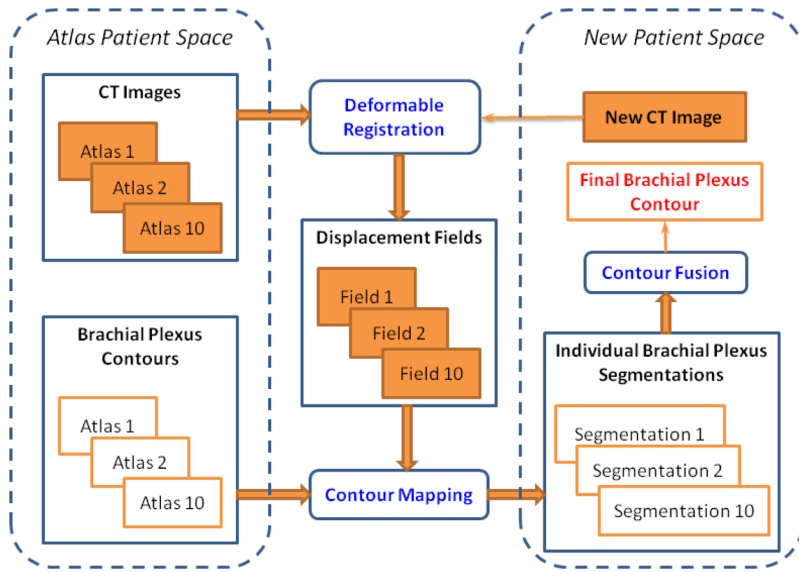 Atlas Patient Space
CT Images
Atlas 1
Atlas 2
Atlas 10
Brachial Plexus
Contours
Atlas 1
Atlas 2
Atlas 10
Deformable
Registration
Displacement Fields
Field 1
Field 2
Field 10
Contour Mapping
New Patient Space
New CT Image
Final Brachial Plexus
Contour
Contour Fusion
Individual Brachial Plexus
Segmentations
Segmentation 1
Segmentation 2
Segmentation 10